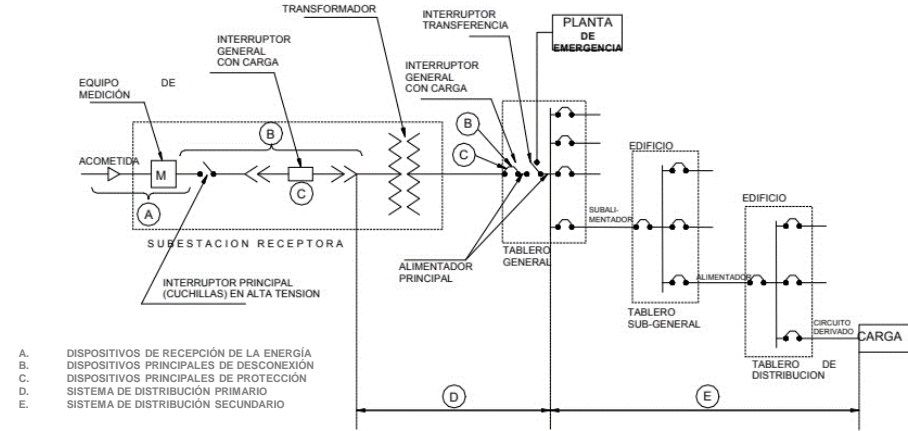 TRANSFORMADOR
INTERRUPTOR
TRANSFERENCIA
PLANTA
DE
EMERGENCIA
INTERRUPTOR
GENERAL
CON CARGA
INTERRUPTOR
GENERAL
CON CARGA
EQUIPO DE
MEDICIÓN
B
B
C
ACOMETIDA
M
C
A
SUBESTACION RECEPTORA
INTERRUPTOR PRINCIPAL
(CUCHILLAS) EN ALTA TENSION
ALIMENTADOR
PRINCIPAL
TABLERO
GENERAL
SUBALI-
MENTADOR
EDIFICIO
TABLERO
SUB-GENERAL
ALIMENTADOR
EDIFICIO
CIRCUITO
DERIVADO
CARGA
TABLERO DE
DISTRIBUCION
A. DISPOSITIVOS DE RECEPCIÓN DE LA ENERGÍA
B. DISPOSITIVOS PRINCIPALES DE DESCONEXIÓN
C. DISPOSITIVOS PRINCIPALES DE PROTECCIÓN
D. SISTEMA DE DISTRIBUCIÓN PRIMARIO
E. SISTEMA DE DISTRIBUCIÓN SECUNDARIO
D
E